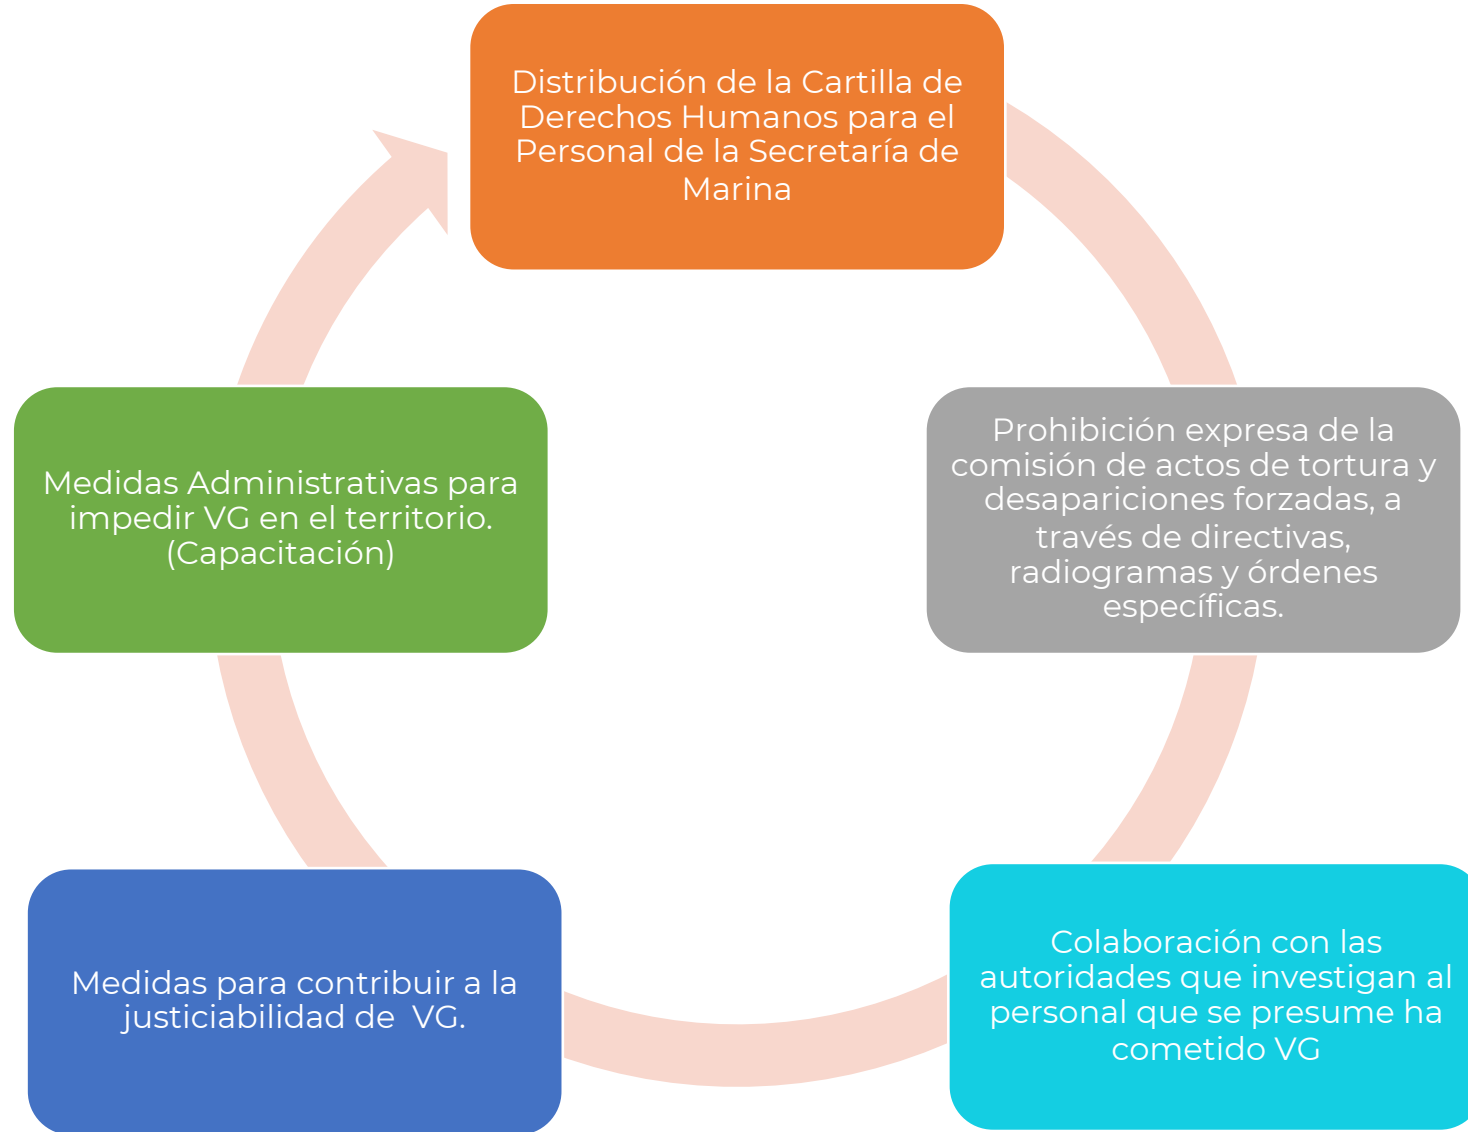 Distribución de la Cartilla de
Derechos Humanos para el
Personal de la Secretaría de
Marina
Prohibición expresa de la
comisión de actos de tortura y
desapariciones forzadas, a
través de directivas,
radiogramas y órdenes
específicas.
Colaboración con las
autoridades que investigan al
personal que se presume ha
cometido VG
Medidas para contribuir a la
justiciabilidad de  VG.
Medidas Administrativas para
impedir VG en el territorio.
(Capacitación)